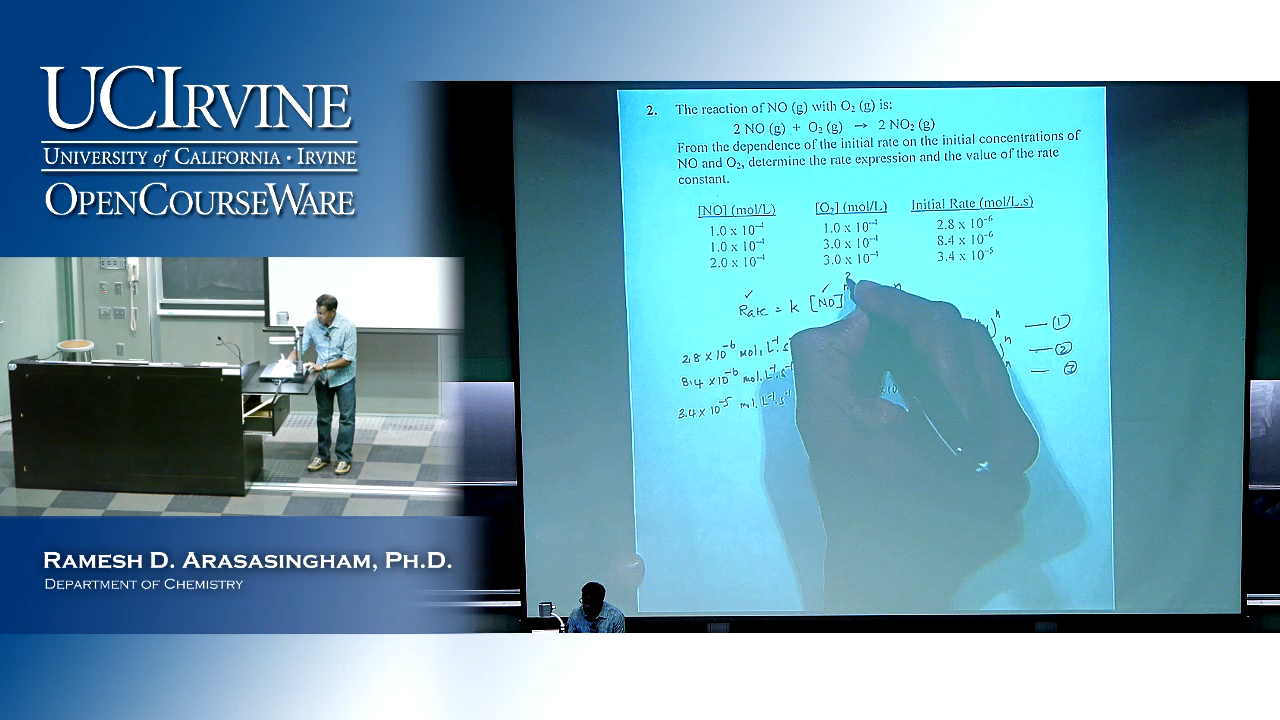 UCIRVINE
UNIVERSITY of CALIFORNIA · IRVINE
OPENCOURSEWARE
RAMESH D. ARASASINGHAM, PH.D.
DEPARTMENT OF CHEMISTRY
2. The reaction of NO (g) with O₂ (g) is:
2 NO (g) + O₂ (g) → 2 NO₂ (g)
From the dependence of the initial rate on the initial concentrations of
NO and O₂, determine the rate expression and the value of the rate
constant.
[NO] (mol/L) [O₂] (mol/L) Initial Rate (mol/L.s)
1.0 x 10⁻⁴ 1.0 x 10⁻⁴ 2.8 x 10⁻⁶
1.0 x 10⁻⁴ 3.0 x 10⁻⁴ 8.4 x 10⁻⁶
2.0 x 10⁻⁴ 3.0 x 10⁻⁴ 3.4 x 10⁻⁵
Rate = k [NO]
2.8 x 10⁻⁶ mol. L⁻¹. s )ⁿ — ①
8.4 x 10⁻⁶ mol. L⁻¹. s⁻¹ )ⁿ — ②
3.4 x 10⁻⁵ mol. L⁻¹. s⁻¹ n — ③